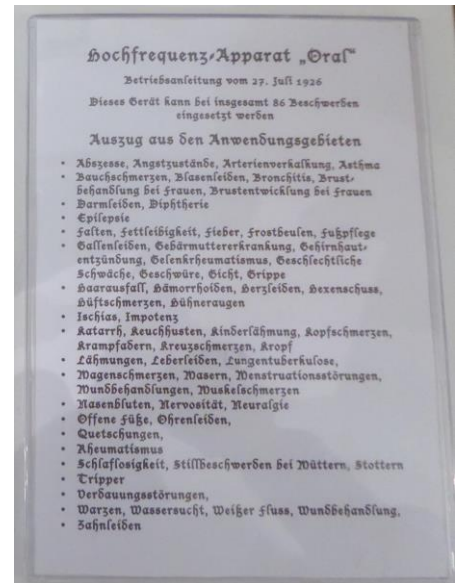 Hochfrequenz-Apparat „Oral“
Betriebsanleitung vom 27. Juli 1926
Dieses Gerät kann bei insgesamt 86 Beschwerden
eingesetzt werden
Auszug aus den Anwendungsgebieten
• Abszesse, Angstzustände, Arterienverkalkung, Asthma
• Bauchschmerzen, Blasenleiden, Bronchitis, Brust-
behandlung bei Frauen, Brustentwicklung bei Frauen
• Darmleiden, Diphtherie
• Epilepsie
• Falten, Fettleibigkeit, Fieber, Frostbeulen, Fußpflege
• Gallenleiden, Gebärmuttererkrankung, Gehirnhaut-
entzündung, Gelenkrheumatismus, Geschlechtliche
Schwäche, Geschwüre, Gicht, Grippe
• Haarausfall, Hämorrhoiden, Herzleiden, Hexenschuss,
Hüftschmerzen, Hühneraugen
• Ischias, Impotenz
• Katarrh, Keuchhusten, Kinderlähmung, Kopfschmerzen,
Krampfadern, Kreuzschmerzen, Kropf
• Lähmungen, Leberleiden, Lungentuberkulose,
• Magenschmerzen, Masern, Menstruationsstörungen,
Mundbehandlungen, Muskelschmerzen
• Nasenbluten, Nervosität, Neuralgie
• Offene Füße, Ohrenleiden,
• Quetschungen,
• Rheumatismus
• Schlaflosigkeit, Stillbeschwerden bei Müttern, Stottern
• Tripper
• Verdauungsstörungen,
• Warzen, Wassersucht, Weißer Fluss, Wundbehandlung,
• Zahnleiden